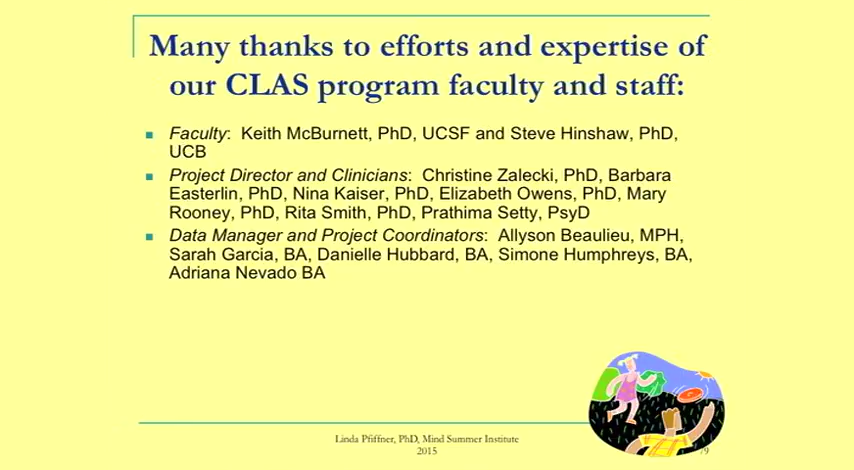 Many thanks to efforts and expertise of
our CLAS program faculty and staff:
Faculty: Keith McBurnett, PhD, UCSF and Steve Hinshaw, PhD,
UCB
Project Director and Clinicians: Christine Zalecki, PhD, Barbara
Easterlin, PhD, Nina Kaiser, PhD, Elizabeth Owens, PhD, Mary
Rooney, PhD, Rita Smith, PhD, Prathima Setty, PsyD
Data Manager and Project Coordinators: Allyson Beaulieu, MPH,
Sarah Garcia, BA, Danielle Hubbard, BA, Simone Humphreys, BA,
Adriana Nevado BA
Linda Pfiffner, PhD, Mind Summer Institute
2015